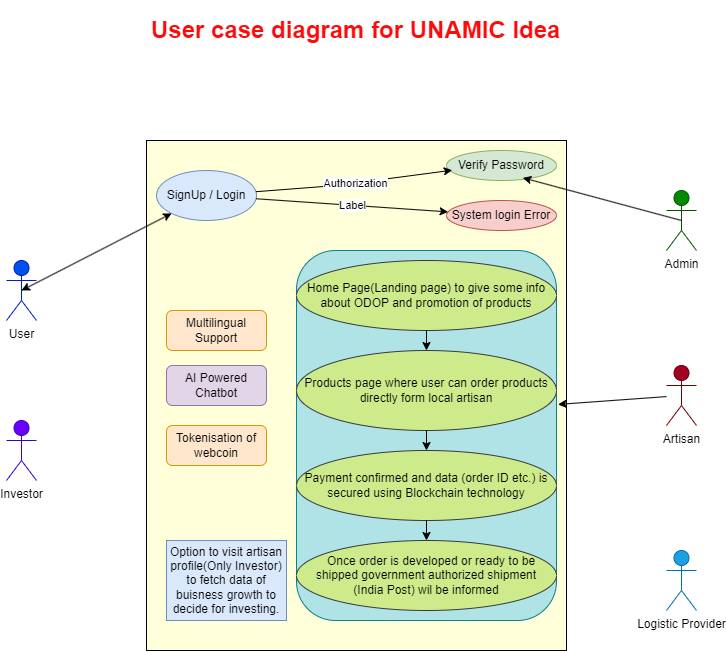 User case diagram for UNAMIC Idea
SignUp / Login
Authorization
Label
Verify Password
System login Error
Admin
User
Home Page(Landing page) to give some info
about ODOP and promotion of products
Multilingual
Support
AI Powered
Chatbot
Products page where user can order products
directly form local artisan
Artisan
Tokenisation of
webcoin
Investor
Payment confirmed and data (order ID etc.) is
secured using Blockchain technology
Option to visit artisan
profile(Only Investor)
to fetch data of
buisness growth to
decide for investing.
Once order is developed or ready to be
shipped government authorized shipment
(India Post) wil be informed
Logistic Provider